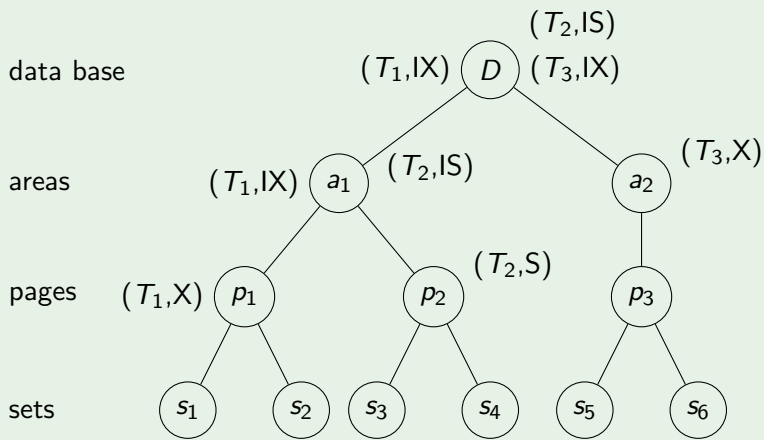 (T₂,IS)
data base (T₁,IX) D (T₃,IX)
(T₃,X)
areas (T₁,IX) a₁ (T₂,IS) a₂
(T₂,S)
pages (T₁,X) p₁ p₂ p₃
sets s₁ s₂ s₃ s₄ s₅ s₆